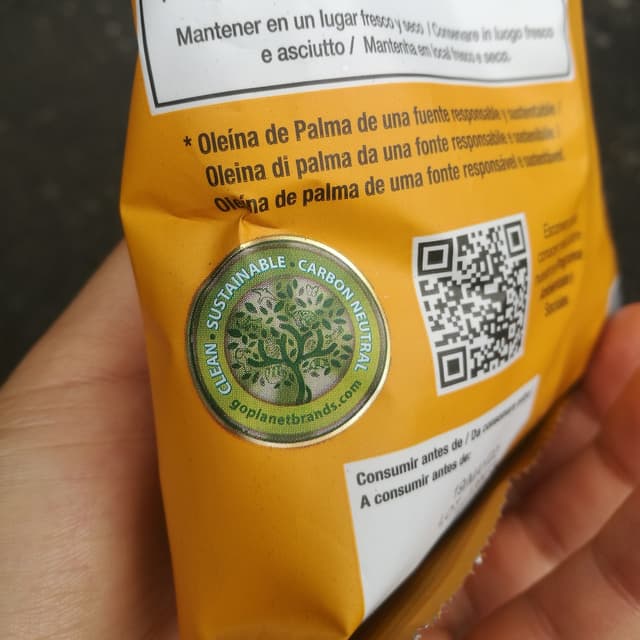 Mantener en un lugar fresco y seco / Conservare in luogo fresco
e asciutto / Mantenha em local fresco e seco.
* Oleína de Palma de una fuente responsable y sustentable /
Oleina di palma da una fonte responsabile e sostenibile /
Oleína de palma de uma fonte responsável e sustentável.
CLEAN · SUSTAINABLE · CARBON NEUTRAL
goplanetbrands.com
Consumir antes de / Da consumarsi
A consumir antes de: